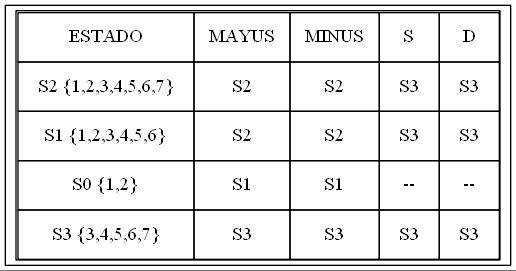 ESTADO MAYUS MINUS S D
S2 {1,2,3,4,5,6,7} S2 S2 S3 S3
S1 {1,2,3,4,5,6} S2 S2 S3 S3
S0 {1,2} S1 S1 -- --
S3 {3,4,5,6,7} S3 S3 S3 S3